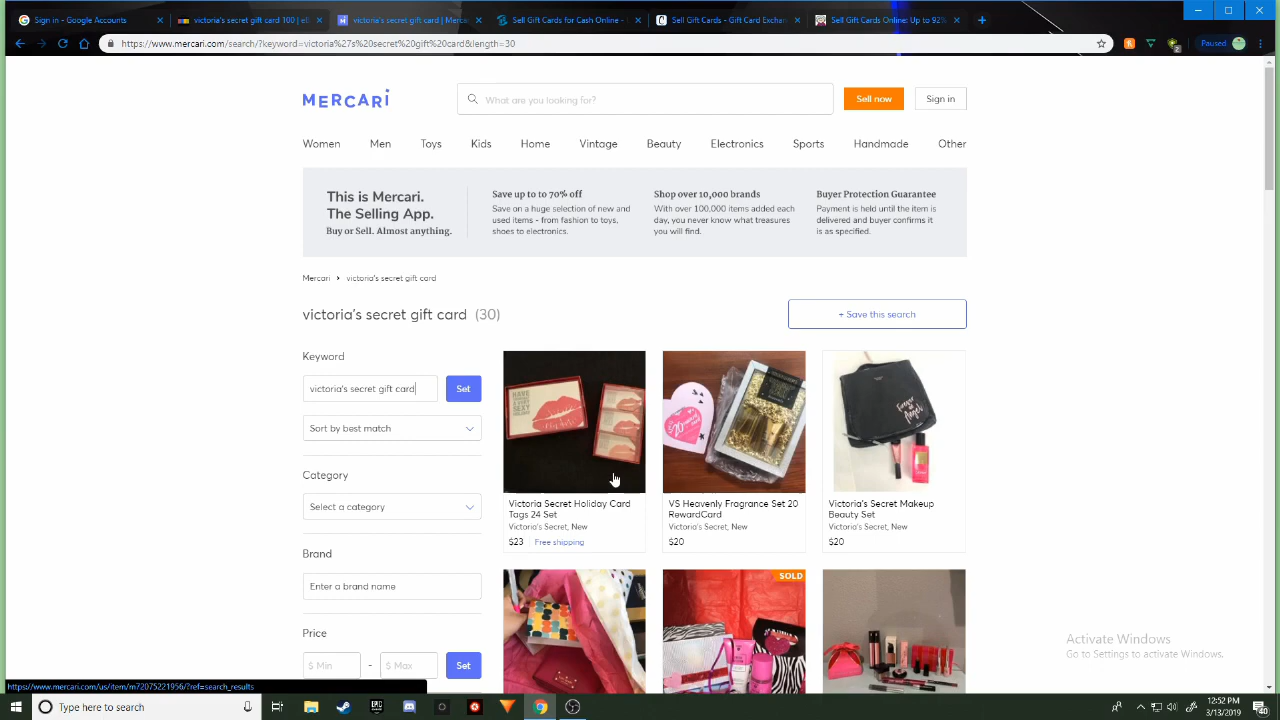 Sign in - Google Accounts
victoria's secret gift card 100 | eB
victoria's secret gift card | Merca
Sell Gift Cards for Cash Online -
Sell Gift Cards - Gift Card Exchan
Sell Gift Cards Online: Up to 92%
https://www.mercari.com/search/?keyword=victoria%27s%20secret%20gift%20card&length=30
Paused
MERCARI
What are you looking for?
Sell now
Sign in
Women Men Toys Kids Home Vintage Beauty Electronics Sports Handmade Other
This is Mercari.
The Selling App.
Buy or Sell. Almost anything.
Save up to to 70% off
Save on a huge selection of new and
used items - from fashion to toys,
shoes to electronics.
Shop over 10,000 brands
With over 100,000 items added each
day, you never know what treasures
you will find.
Buyer Protection Guarantee
Payment is held until the item is
delivered and buyer confirms it
is as specified.
Mercari › victoria's secret gift card
victoria's secret gift card (30)
+ Save this search
Keyword
victoria's secret gift card
Set
Sort by best match
Category
Select a category
Brand
Enter a brand name
Price
$ Min - $ Max Set
Victoria Secret Holiday Card
Tags 24 Set
Victoria's Secret, New
$23 Free shipping
VS Heavenly Fragrance Set 20
RewardCard
Victoria's Secret, New
$20
Victoria's Secret Makeup
Beauty Set
Victoria's Secret, New
$20
SOLD
Activate Windows
Go to Settings to activate Windows.
https://www.mercari.com/us/item/m72075221956/?ref=search_results
Type here to search
12:52 PM
3/13/2019